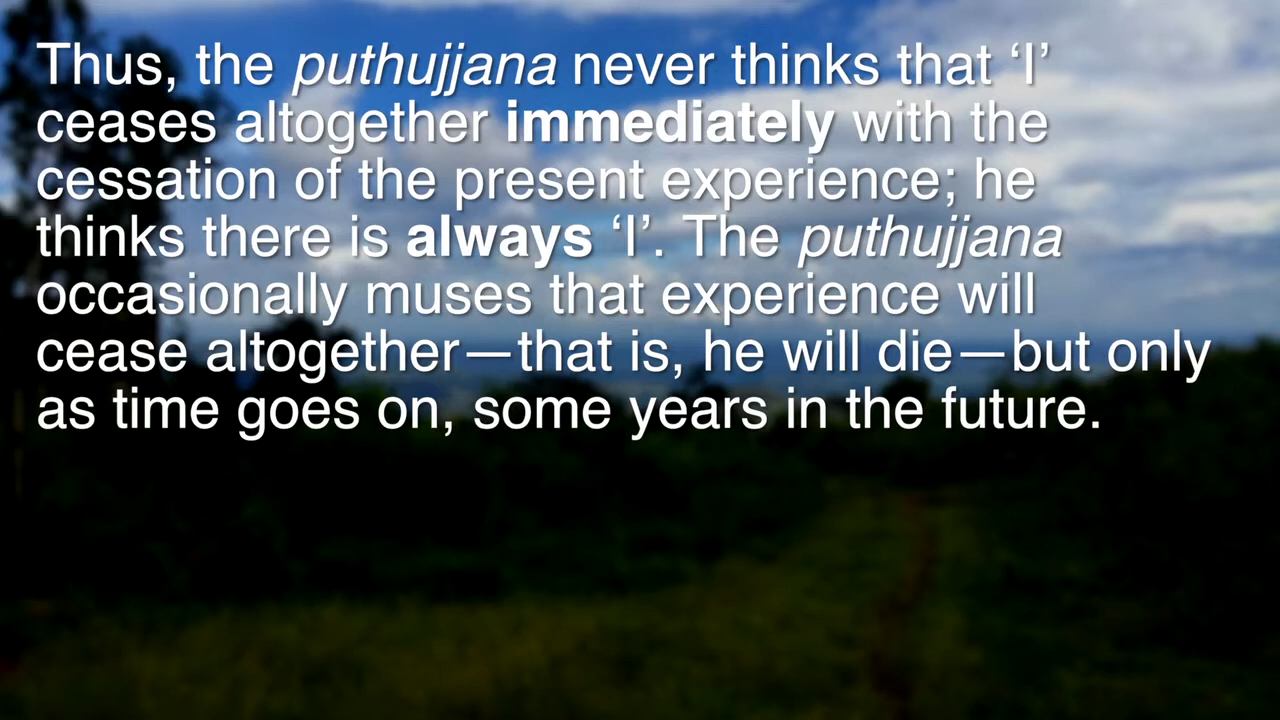 Thus, the puthujjana never thinks that ‘I’
ceases altogether immediately with the
cessation of the present experience; he
thinks there is always ‘I’. The puthujjana
occasionally muses that experience will
cease altogether—that is, he will die—but only
as time goes on, some years in the future.